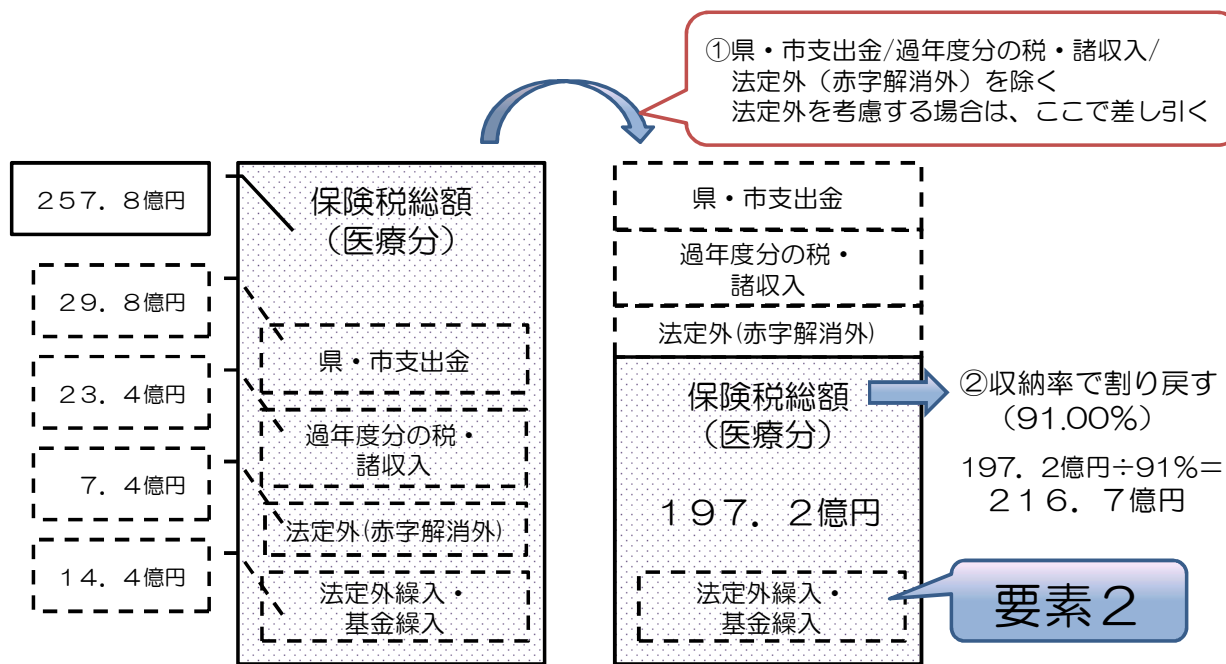 ①県・市支出金/過年度分の税・諸収入/
法定外（赤字解消外）を除く
法定外を考慮する場合は、ここで差し引く
２５７．８億円
２９．８億円
２３．４億円
７．４億円
１４．４億円
保険税総額
（医療分）
県・市支出金
過年度分の税・
諸収入
法定外(赤字解消外)
法定外繰入・
基金繰入
県・市支出金
過年度分の税・
諸収入
法定外(赤字解消外)
保険税総額
（医療分）
１９７．２億円
法定外繰入・
基金繰入
②収納率で割り戻す
（91.00%）
197．2億円÷91%＝
２１６．７億円
要素２